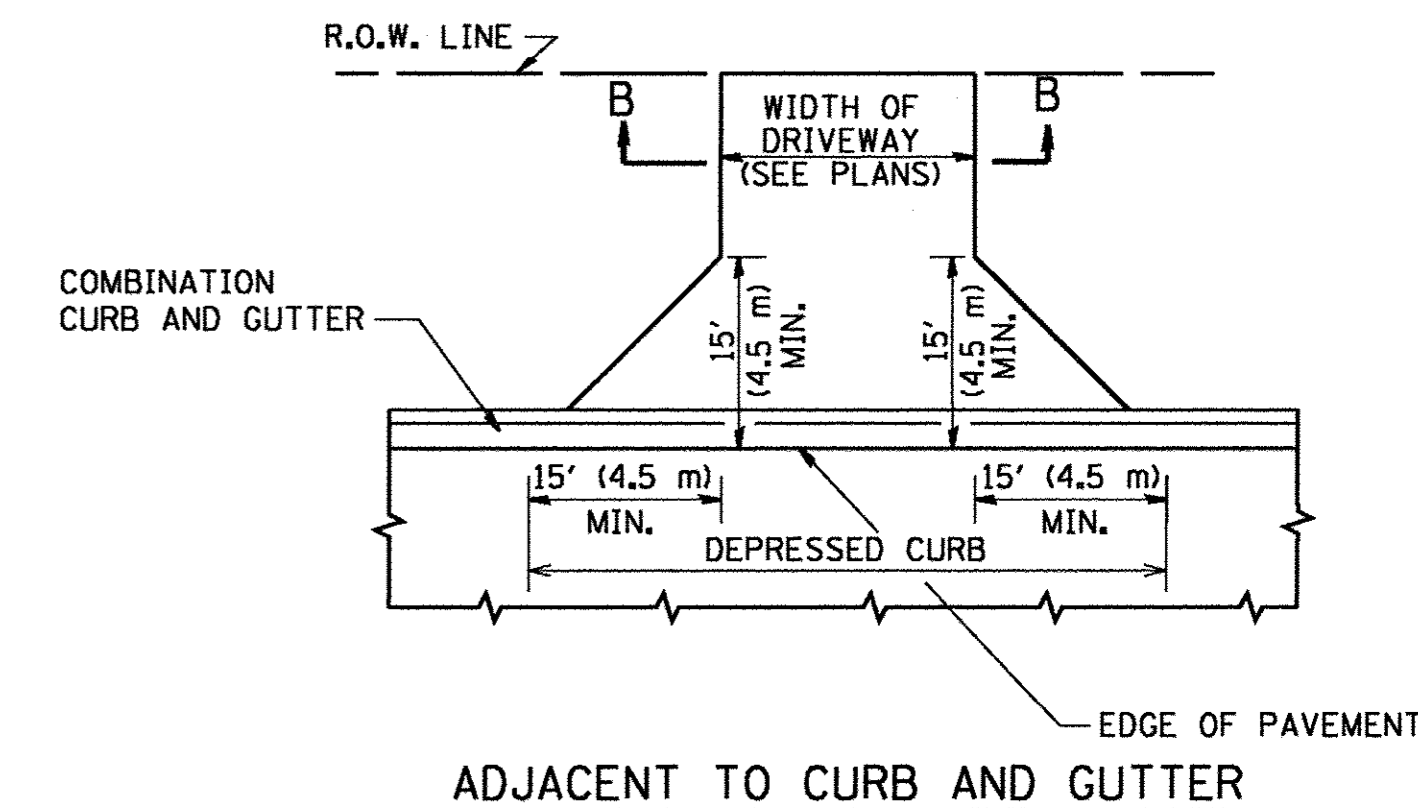 R.O.W. LINE
B
B
WIDTH OF
DRIVEWAY
(SEE PLANS)
COMBINATION
CURB AND GUTTER
15'
(4.5 m)
MIN.
15'
(4.5 m)
MIN.
15' (4.5 m)
MIN.
15' (4.5 m)
MIN.
DEPRESSED CURB
EDGE OF PAVEMENT
ADJACENT TO CURB AND GUTTER